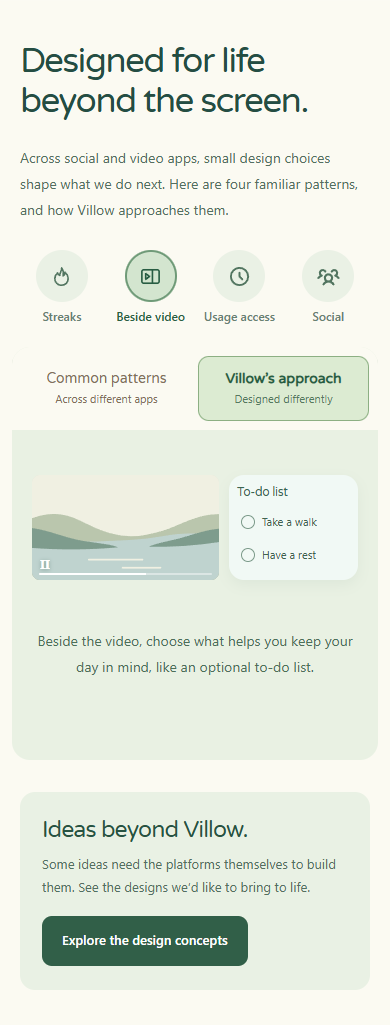 Designed for life
beyond the screen.
Across social and video apps, small design choices
shape what we do next. Here are four familiar patterns,
and how Villow approaches them.
Streaks
Beside video
Usage access
Social
Common patterns
Across different apps
Villow's approach
Designed differently
To-do list
Take a walk
Have a rest
Beside the video, choose what helps you keep your
day in mind, like an optional to-do list.
Ideas beyond Villow.
Some ideas need the platforms themselves to build
them. See the designs we'd like to bring to life.
Explore the design concepts